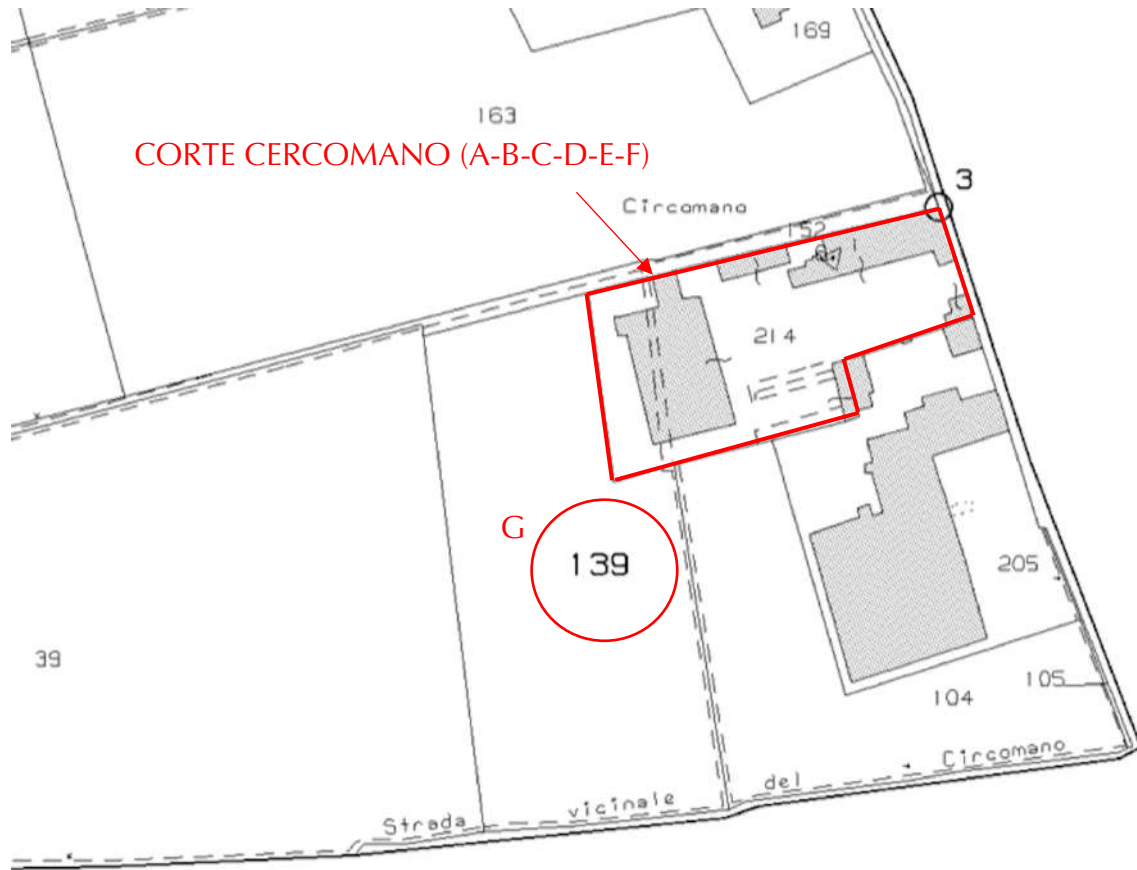 169
163
CORTE CERCOMANO (A-B-C-D-E-F)
3
Circomano
152
214
G
139
205
39
105
104
Strada vicinale del Circomano